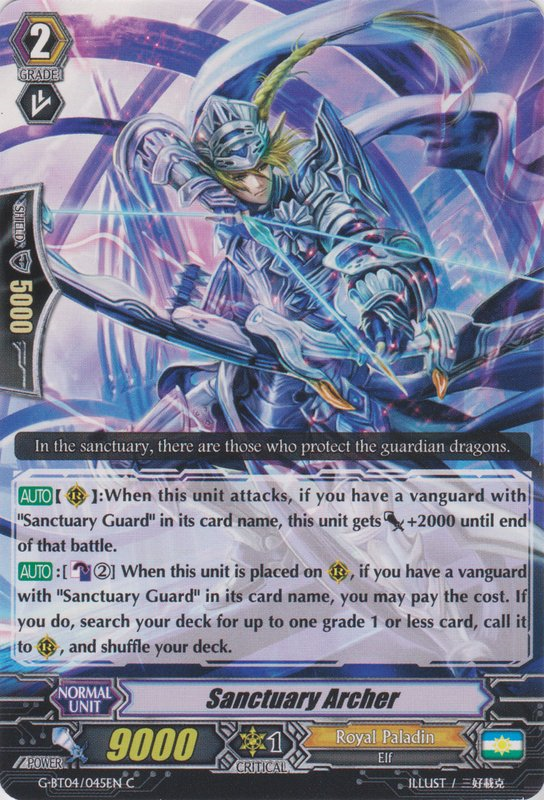 2
GRADE
SHIELD
5000
In the sanctuary, there are those who protect the guardian dragons.
AUTO【 R 】:When this unit attacks, if you have a vanguard with
"Sanctuary Guard" in its card name, this unit gets +2000 until end
of that battle.
AUTO :[ ②] When this unit is placed on R, if you have a vanguard
with "Sanctuary Guard" in its card name, you may pay the cost. If
you do, search your deck for up to one grade 1 or less card, call it
to R, and shuffle your deck.
NORMAL
UNIT
Sanctuary Archer
POWER
9000
1
CRITICAL
Royal Paladin
Elf
G-BT04/045EN C
ILLUST / 三好載克